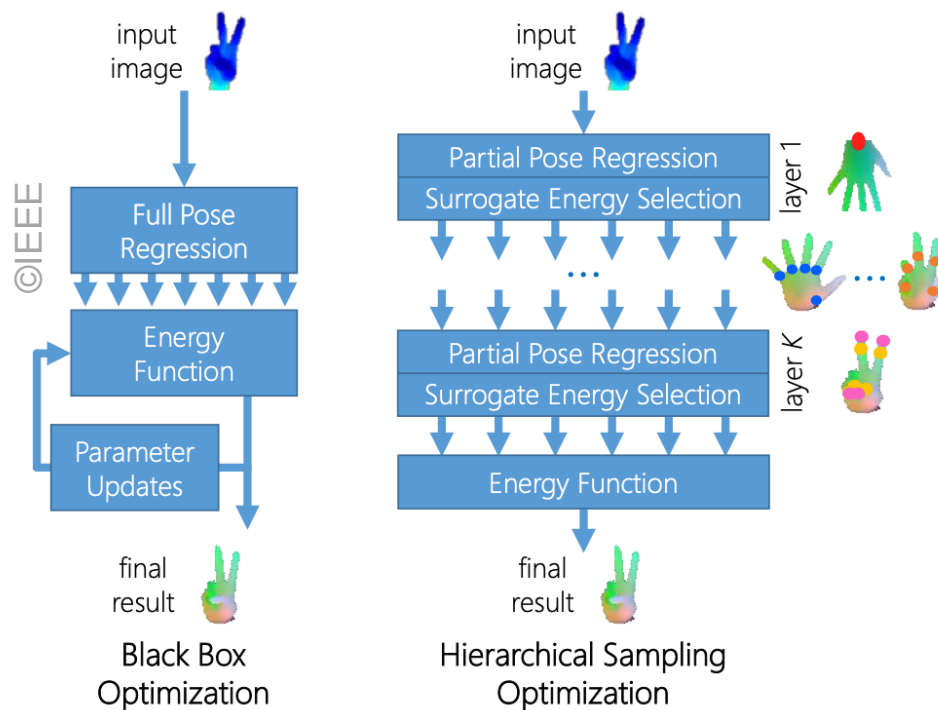 input
image
©IEEE
Full Pose
Regression
Energy
Function
Parameter
Updates
final
result
Black Box
Optimization
input
image
Partial Pose Regression
Surrogate Energy Selection
layer 1
...
...
Partial Pose Regression
Surrogate Energy Selection
layer K
Energy Function
final
result
Hierarchical Sampling
Optimization